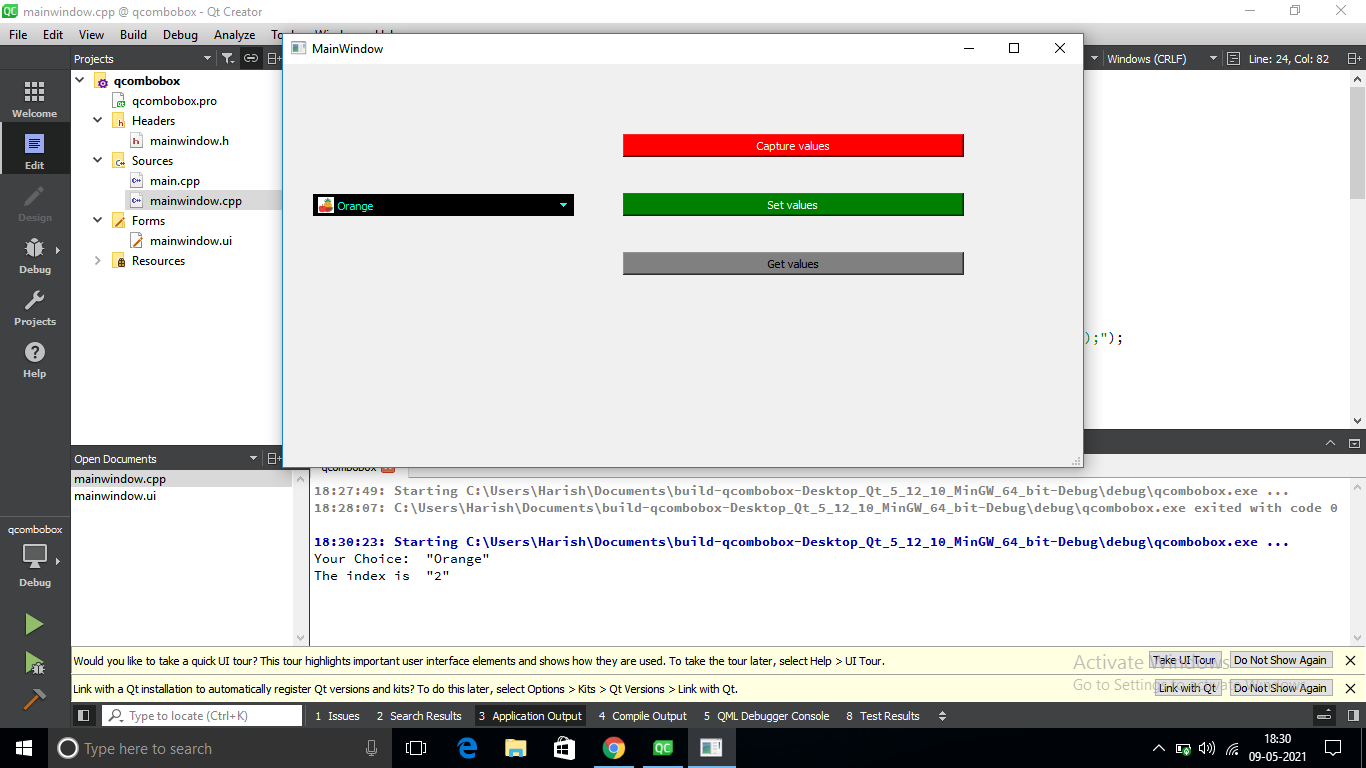 mainwindow.cpp @ qcombobox - Qt Creator
File Edit View Build Debug Analyze
Projects
Windows (CRLF) Line: 24, Col: 82
MainWindow
Welcome
Edit
Design
Debug
Projects
Help
qcombobox
qcombobox.pro
Headers
mainwindow.h
Sources
main.cpp
mainwindow.cpp
Forms
mainwindow.ui
Resources
Capture values
Orange
Set values
Get values
);");
Open Documents
mainwindow.cpp
mainwindow.ui
qcombobox
18:27:49: Starting C:\Users\Harish\Documents\build-qcombobox-Desktop_Qt_5_12_10_MinGW_64_bit-Debug\debug\qcombobox.exe ...
18:28:07: C:\Users\Harish\Documents\build-qcombobox-Desktop_Qt_5_12_10_MinGW_64_bit-Debug\debug\qcombobox.exe exited with code 0
18:30:23: Starting C:\Users\Harish\Documents\build-qcombobox-Desktop_Qt_5_12_10_MinGW_64_bit-Debug\debug\qcombobox.exe ...
Your Choice:  "Orange"
The index is  "2"
qcombobox
Debug
Would you like to take a quick UI tour? This tour highlights important user interface elements and shows how they are used. To take the tour later, select Help > UI Tour.
Take UI Tour Do Not Show Again
Activate Windows
Link with a Qt installation to automatically register Qt versions and kits? To do this later, select Options > Kits > Qt Versions > Link with Qt.
Link with Qt Do Not Show Again
Go to Settings to activate Windows.
Type to locate (Ctrl+K) 1 Issues 2 Search Results 3 Application Output 4 Compile Output 5 QML Debugger Console 8 Test Results
Type here to search
18:30
09-05-2021